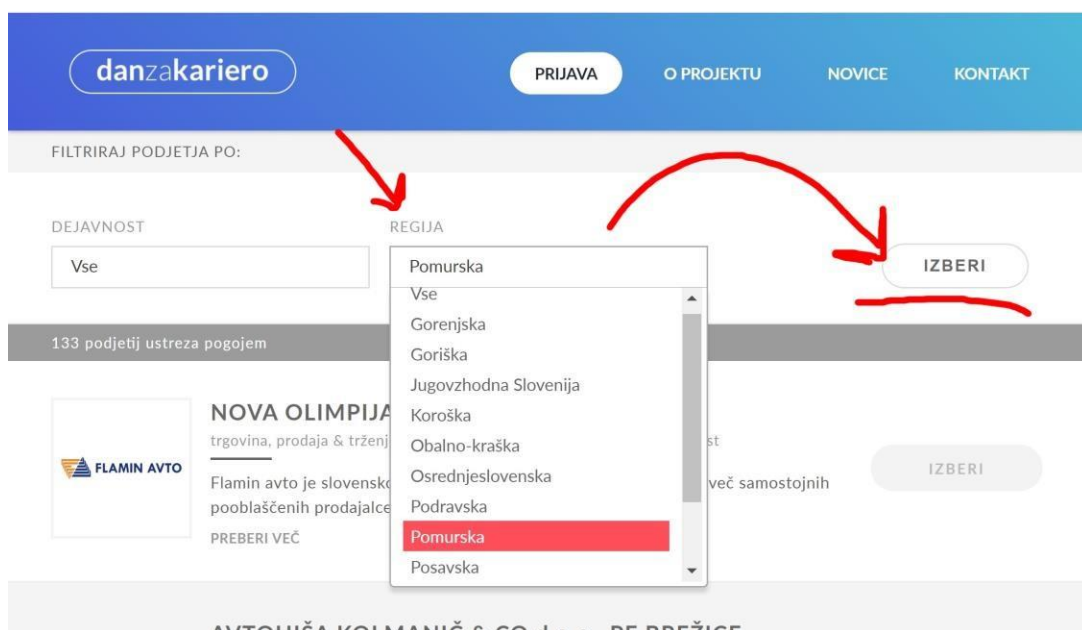 danzakariero
PRIJAVA
O PROJEKTU
NOVICE
KONTAKT
FILTRIRAJ PODJETJA PO:
DEJAVNOST
REGIJA
Vse
Pomurska
IZBERI
Vse
Gorenjska
Goriška
Jugovzhodna Slovenija
Koroška
Obalno-kraška
Osrednjeslovenska
Podravska
Pomurska
Posavska
133 podjetij ustreza pogojem
FLAMIN AVTO
NOVA OLIMPIJA
trgovina, prodaja & trženj
st
Flamin avto je slovensk
več samostojnih
pooblaščenih prodajalce
PREBERI VEČ
IZBERI